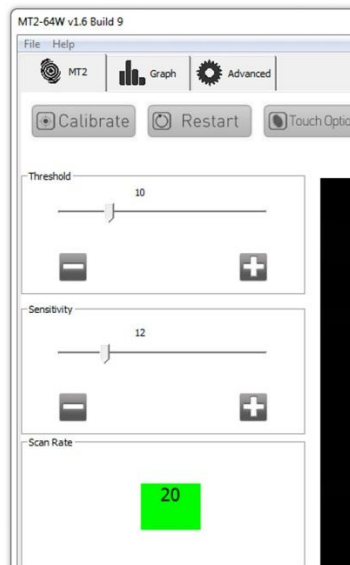 MT2-64W v1.6 Build 9
File Help
MT2 Graph Advanced
Calibrate Restart Touch Optio
Threshold
10
Sensitivity
12
Scan Rate
20